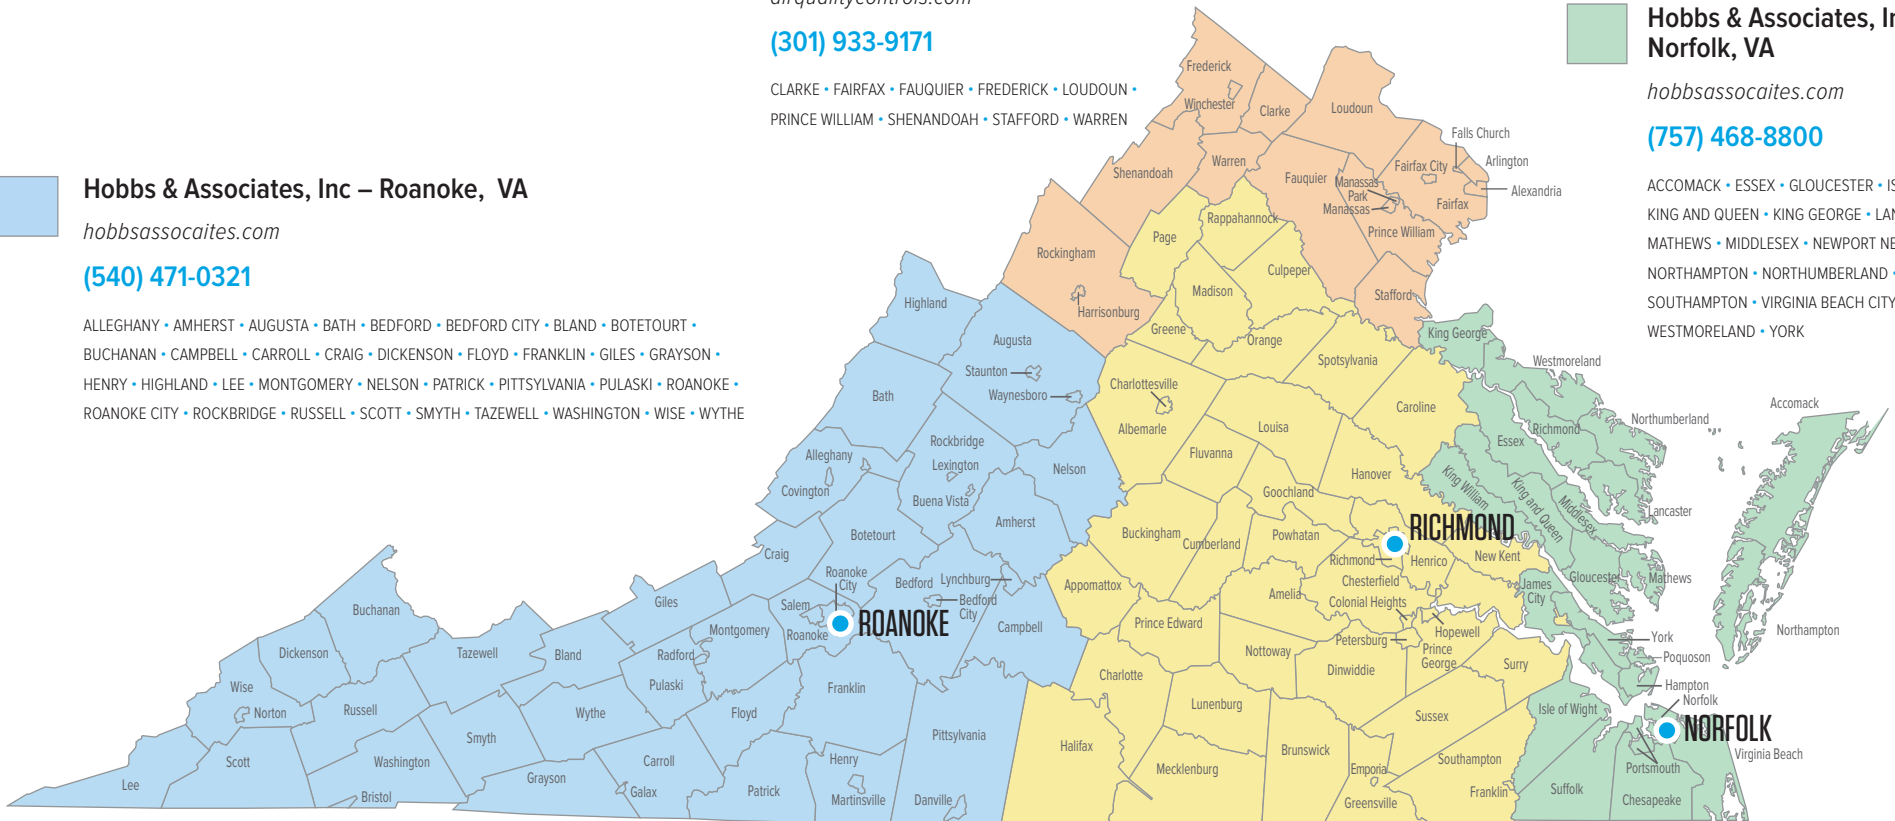 airqualitycontrols.com
(301) 933-9171
CLARKE • FAIRFAX • FAUQUIER • FREDERICK • LOUDOUN •
PRINCE WILLIAM • SHENANDOAH • STAFFORD • WARREN
Hobbs & Associates, Inc – Roanoke, VA
hobbsassocaites.com
(540) 471-0321
ALLEGHANY • AMHERST • AUGUSTA • BATH • BEDFORD • BEDFORD CITY • BLAND • BOTETOURT •
BUCHANAN • CAMPBELL • CARROLL • CRAIG • DICKENSON • FLOYD • FRANKLIN • GILES • GRAYSON •
HENRY • HIGHLAND • LEE • MONTGOMERY • NELSON • PATRICK • PITTSYLVANIA • PULASKI • ROANOKE •
ROANOKE CITY • ROCKBRIDGE • RUSSELL • SCOTT • SMYTH • TAZEWELL • WASHINGTON • WISE • WYTHE
Hobbs & Associates,
Norfolk, VA
hobbsassocaites.com
(757) 468-8800
ACCOMACK • ESSEX • GLOUCESTER •
KING AND QUEEN • KING GEORGE •
MATHEWS • MIDDLESEX • NEWPORT
NORTHAMPTON • NORTHUMBERLAND •
SOUTHAMPTON • VIRGINIA BEACH CITY
WESTMORELAND • YORK
Frederick
Winchester
Clarke
Loudoun
Falls Church
Arlington
Alexandria
Fairfax City
Fairfax
Warren
Shenandoah
Fauquier
Manassas
Park
Manassas
Prince William
Stafford
Rockingham
Harrisonburg
Page
Rappahannock
Culpeper
Madison
Greene
Orange
Spotsylvania
Caroline
Charlottesville
Albemarle
Louisa
Fluvanna
Hanover
Goochland
Buckingham
Cumberland
Powhatan
RICHMOND
Richmond
Henrico
New Kent
Chesterfield
Colonial Heights
Amelia
Appomattox
Prince Edward
Petersburg
Hopewell
Prince
George
Nottoway
Dinwiddie
Surry
Charlotte
Lunenburg
Sussex
Halifax
Mecklenburg
Brunswick
Emporia
Greensville
Southampton
Franklin
Highland
Augusta
Staunton
Waynesboro
Bath
Rockbridge
Lexington
Buena Vista
Alleghany
Covington
Nelson
Amherst
Botetourt
Craig
Roanoke
City
Bedford
Lynchburg
Bedford
City
Salem
Roanoke
ROANOKE
Campbell
Giles
Montgomery
Radford
Pulaski
Franklin
Floyd
Pittsylvania
Henry
Martinsville
Danville
Patrick
Carroll
Galax
Grayson
Wythe
Bland
Tazewell
Buchanan
Dickenson
Wise
Norton
Russell
Smyth
Washington
Bristol
Scott
Lee
King George
Westmoreland
Northumberland
Richmond
Essex
King William
King and Queen
Middlesex
Lancaster
Gloucester
Mathews
James
City
York
Poquoson
Hampton
Norfolk
NORFOLK
Virginia Beach
Isle of Wight
Portsmouth
Suffolk
Chesapeake
Accomack
Northampton